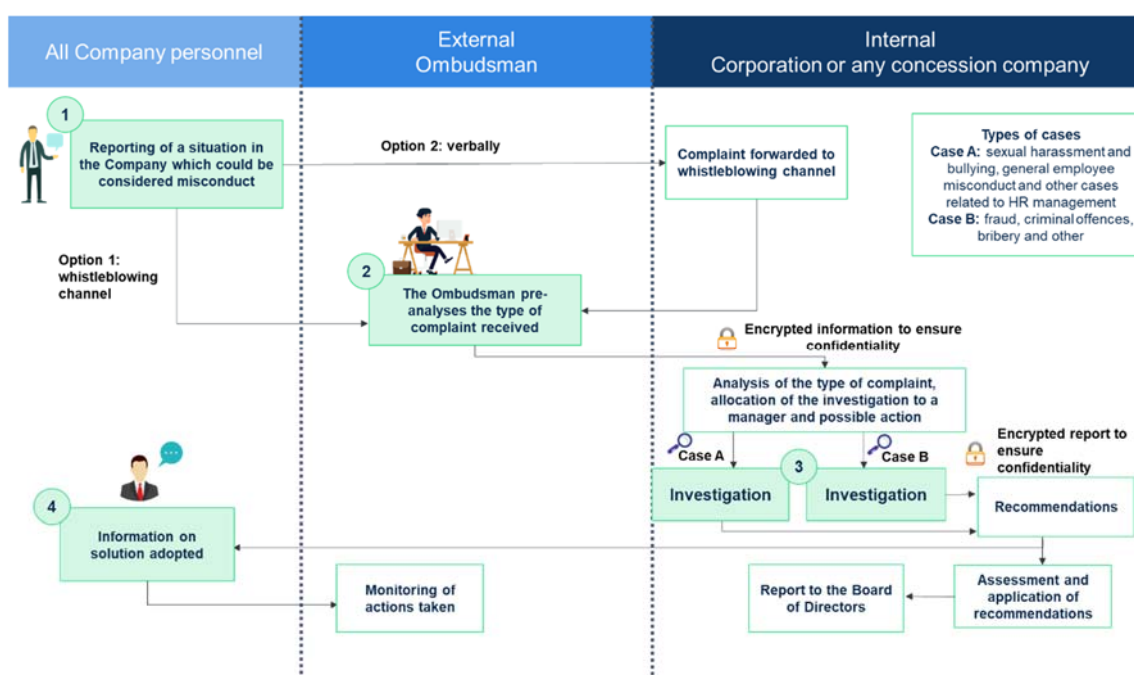 All Company personnel
External
Ombudsman
Internal
Corporation or any concession company
1
Reporting of a situation in
the Company which could be
considered misconduct
Option 2: verbally
Complaint forwarded to
whistleblowing channel
Types of cases
Case A: sexual harassment and
bullying, general employee
misconduct and other cases
related to HR management
Case B: fraud, criminal offences,
bribery and other
Option 1:
whistleblowing
channel
2
The Ombudsman pre-
analyses the type of
complaint received
Encrypted information to ensure
confidentiality
Analysis of the type of complaint,
allocation of the investigation to a
manager and possible action
Case A
Case B
Encrypted report to
ensure
confidentiality
3
Investigation
Investigation
Recommendations
4
Information on
solution adopted
Monitoring of
actions taken
Report to the Board
of Directors
Assessment and
application of
recommendations